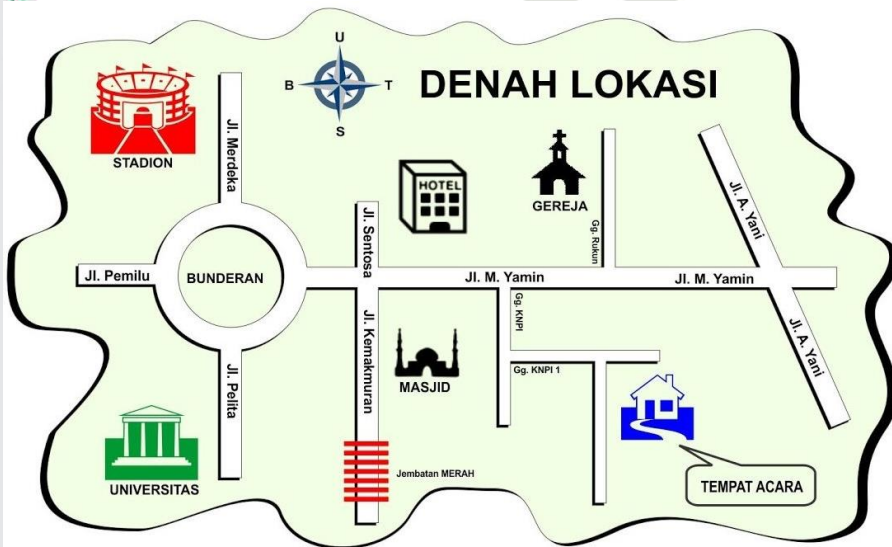 U
B
T
S
DENAH LOKASI
STADION
Jl. Merdeka
HOTEL
GEREJA
Gg. Rukun
Jl. A. Yani
Jl. Sentosa
Jl. Pemilu
BUNDERAN
Jl. M. Yamin
Jl. M. Yamin
Gg. KNPI
Jl. A. Yani
Jl. Kemakmuran
Jl. Pelita
Gg. KNPI 1
MASJID
Jembatan MERAH
UNIVERSITAS
TEMPAT ACARA